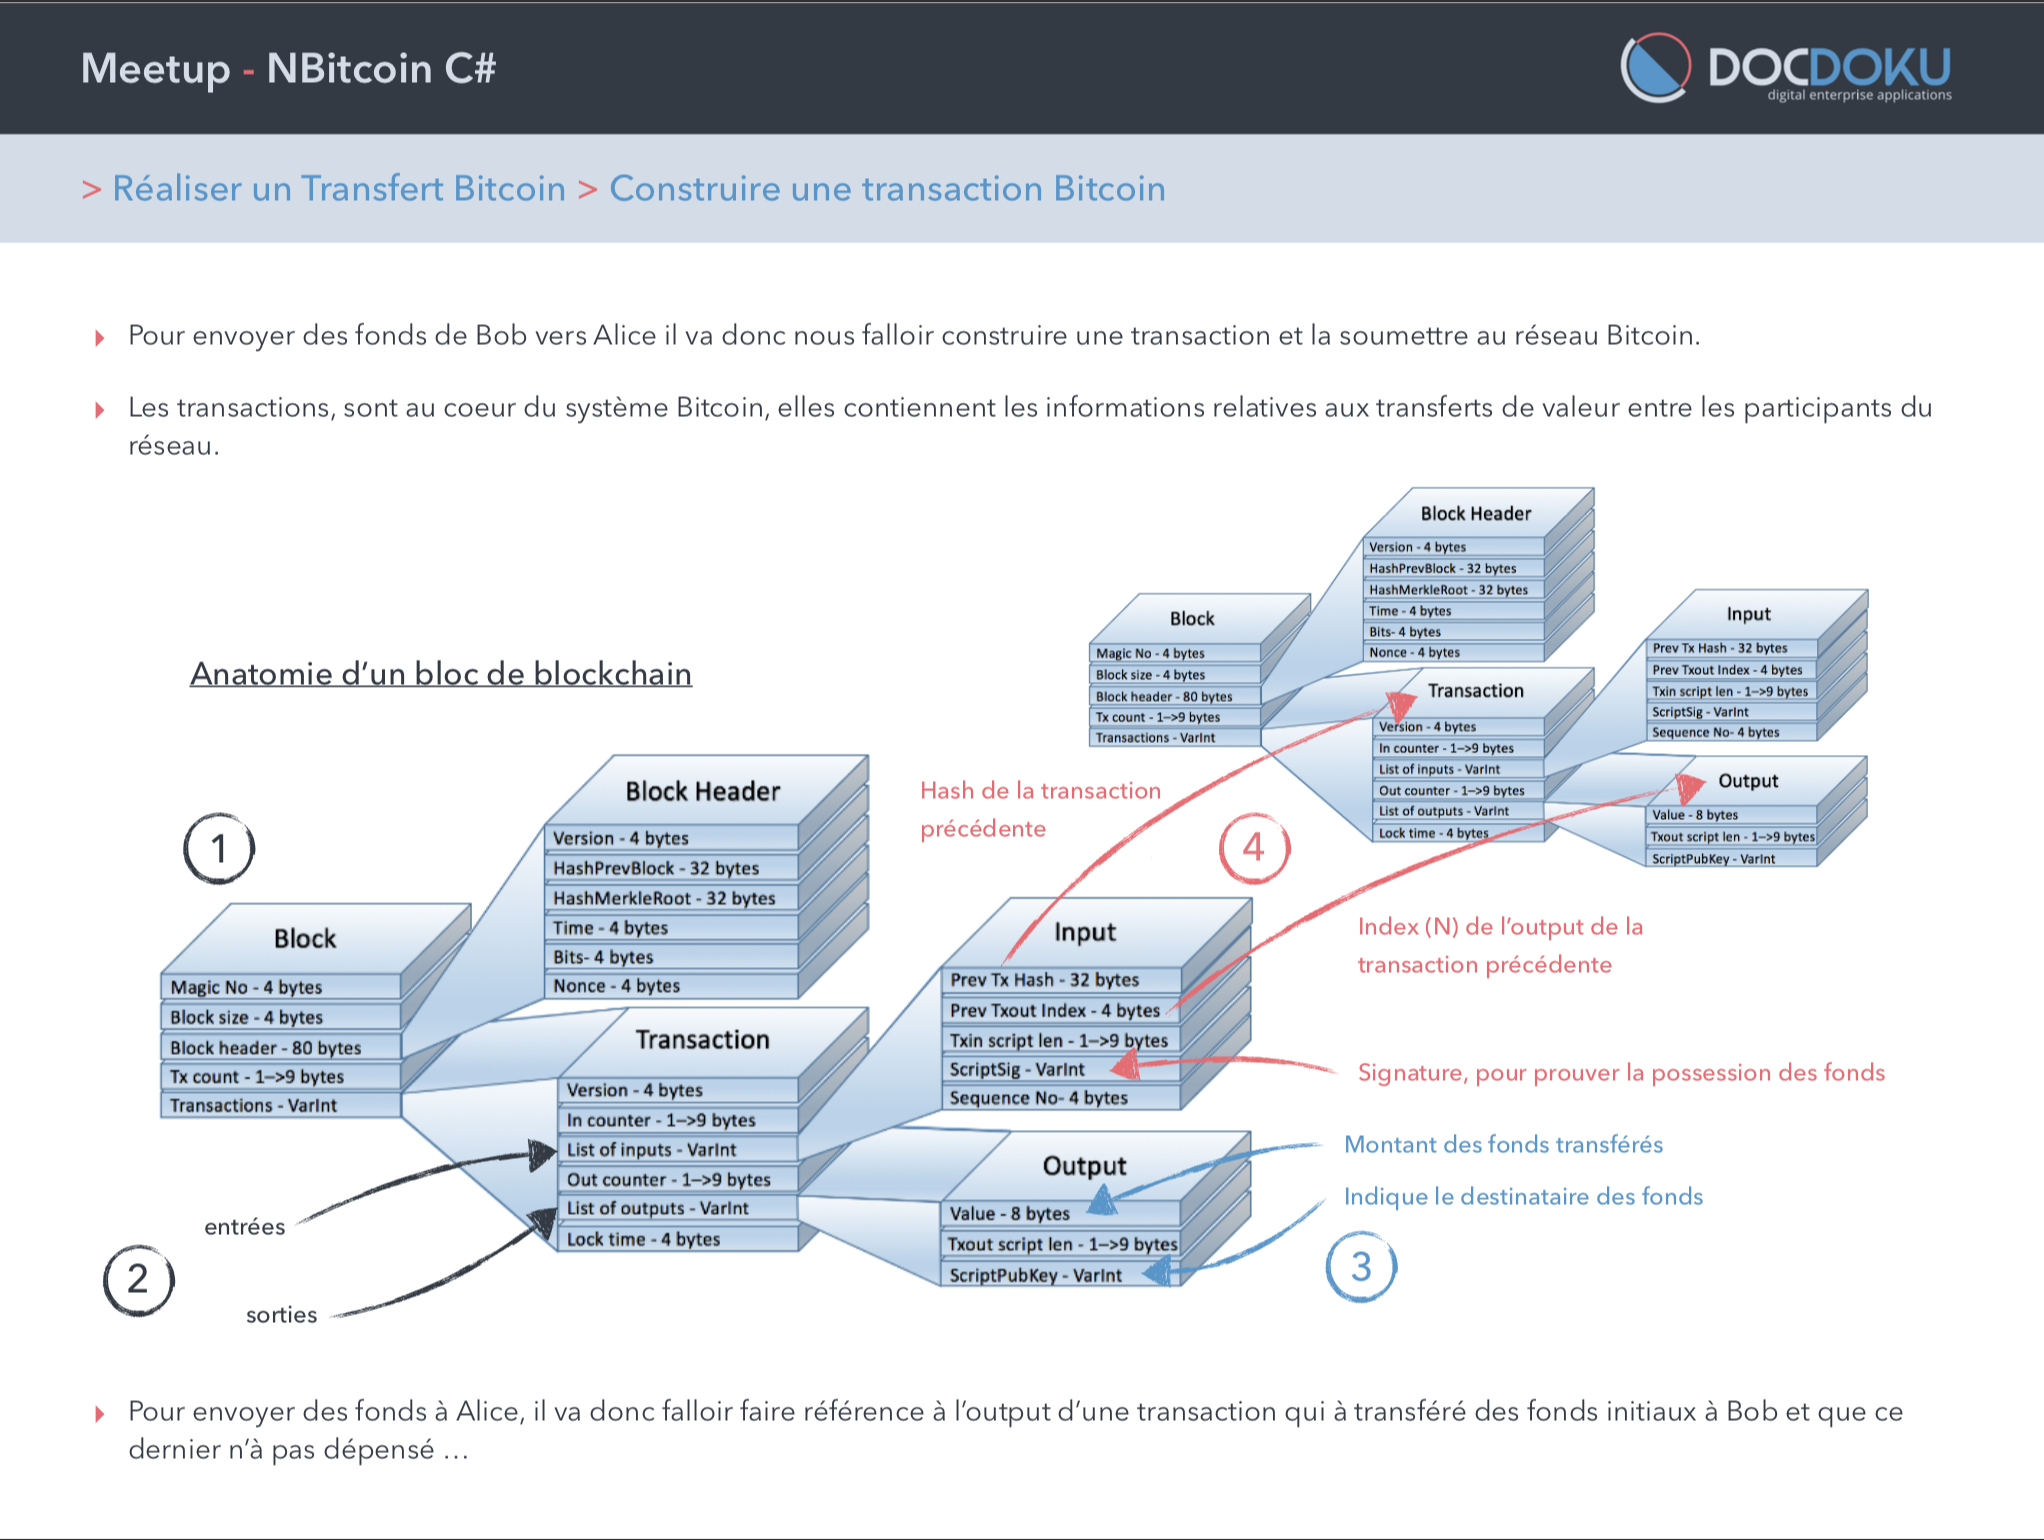 Meetup - NBitcoin C#
DOCDOKU
digital enterprise applications
> Réaliser un Transfert Bitcoin > Construire une transaction Bitcoin
Pour envoyer des fonds de Bob vers Alice il va donc nous falloir construire une transaction et la soumettre au réseau Bitcoin.
Les transactions, sont au coeur du système Bitcoin, elles contiennent les informations relatives aux transferts de valeur entre les participants du
réseau.
Block Header
Version - 4 bytes
HashPrevBlock - 32 bytes
HashMerkleRoot - 32 bytes
Time - 4 bytes
Bits- 4 bytes
Nonce - 4 bytes
Block
Magic No - 4 bytes
Block size - 4 bytes
Block header - 80 bytes
Tx count - 1–>9 bytes
Transactions - VarInt
Transaction
Version - 4 bytes
In counter - 1–>9 bytes
List of inputs - VarInt
Out counter - 1–>9 bytes
List of outputs - VarInt
Lock time - 4 bytes
Input
Prev Tx Hash - 32 bytes
Prev Txout Index - 4 bytes
Txin script len - 1–>9 bytes
ScriptSig - VarInt
Sequence No- 4 bytes
Output
Value - 8 bytes
Txout script len - 1–>9 bytes
ScriptPubKey - VarInt
Anatomie d’un bloc de blockchain
1
Block
Magic No - 4 bytes
Block size - 4 bytes
Block header - 80 bytes
Tx count - 1–>9 bytes
Transactions - VarInt
Block Header
Version - 4 bytes
HashPrevBlock - 32 bytes
HashMerkleRoot - 32 bytes
Time - 4 bytes
Bits- 4 bytes
Nonce - 4 bytes
Transaction
Version - 4 bytes
In counter - 1–>9 bytes
List of inputs - VarInt
Out counter - 1–>9 bytes
List of outputs - VarInt
Lock time - 4 bytes
entrées
2
sorties
Hash de la transaction
précédente
4
Input
Prev Tx Hash - 32 bytes
Prev Txout Index - 4 bytes
Txin script len - 1–>9 bytes
ScriptSig - VarInt
Sequence No- 4 bytes
Output
Value - 8 bytes
Txout script len - 1–>9 bytes
ScriptPubKey - VarInt
Index (N) de l’output de la
transaction précédente
Signature, pour prouver la possession des fonds
Montant des fonds transférés
Indique le destinataire des fonds
3
Pour envoyer des fonds à Alice, il va donc falloir faire référence à l’output d’une transaction qui à transféré des fonds initiaux à Bob et que ce
dernier n’à pas dépensé …